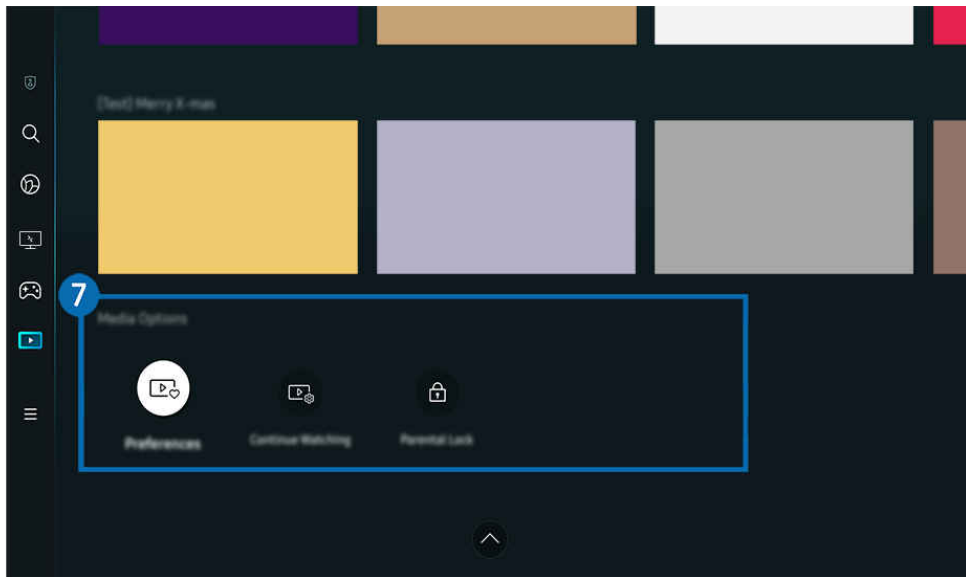 [Test] Merry X-mas
7
Media Options
Preferences
Continue Watching
Parental Lock